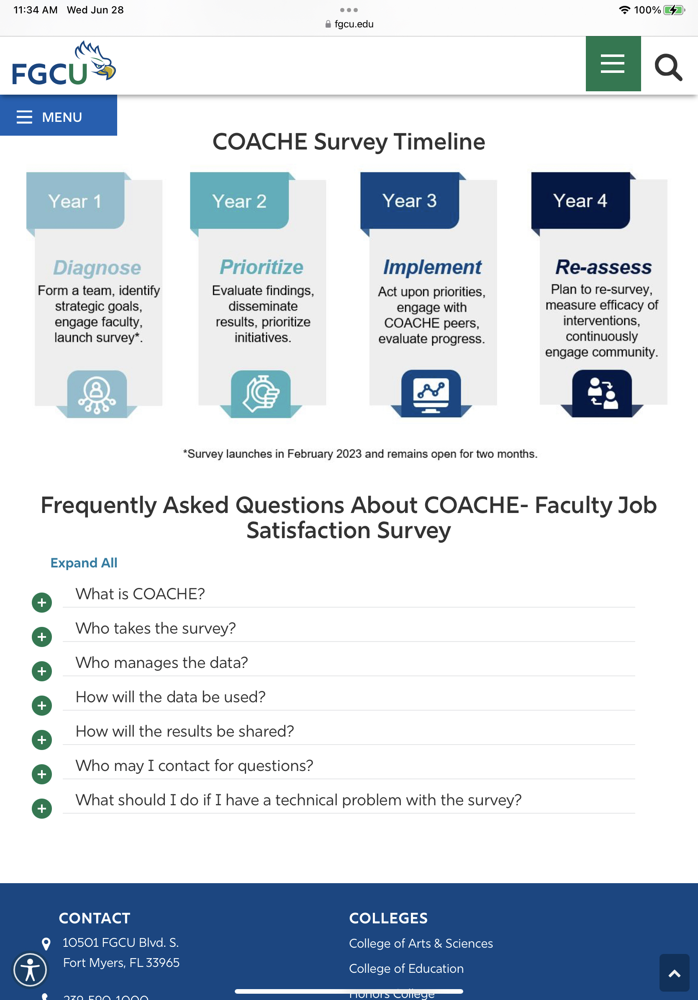 11:34 AM Wed Jun 28
100%
fgcu.edu
FGCU
MENU
COACHE Survey Timeline
Year 1
Diagnose
Form a team, identify
strategic goals,
engage faculty,
launch survey*.
Year 2
Prioritize
Evaluate findings,
disseminate
results, prioritize
initiatives.
Year 3
Implement
Act upon priorities,
engage with
COACHE peers,
evaluate progress.
Year 4
Re-assess
Plan to re-survey,
measure efficacy of
interventions,
continuously
engage community.
*Survey launches in February 2023 and remains open for two months.
Frequently Asked Questions About COACHE- Faculty Job
Satisfaction Survey
Expand All
What is COACHE?
Who takes the survey?
Who manages the data?
How will the data be used?
How will the results be shared?
Who may I contact for questions?
What should I do if I have a technical problem with the survey?
CONTACT
10501 FGCU Blvd. S.
Fort Myers, FL 33965
239-590-1000
COLLEGES
College of Arts & Sciences
College of Education
Honors College